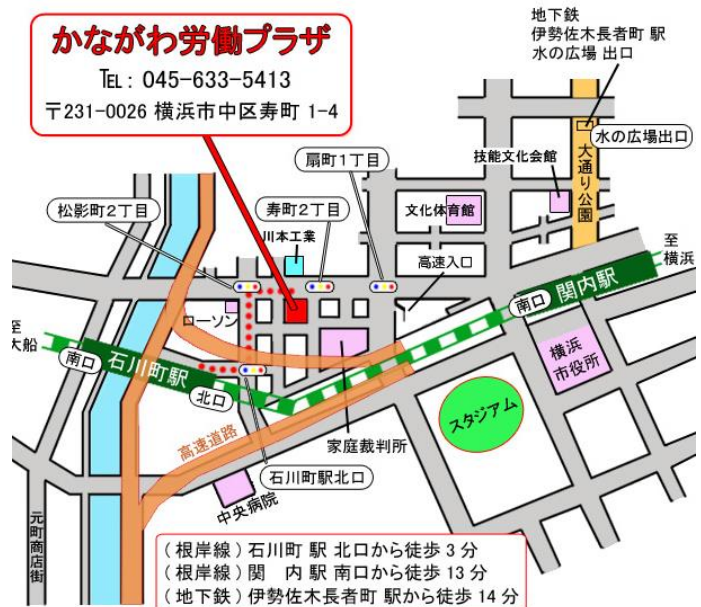 かながわ労働プラザ
TEL : 045-633-5413
〒231-0026 横浜市中区寿町 1-4
地下鉄
伊勢佐木長者町 駅
水の広場 出口
水の広場出口
大通り公園
技能文化会館
扇町1丁目
文化体育館
松影町2丁目
寿町2丁目
川本工業
高速入口
至
横浜
関内駅
南口
ローソン
至
大船
南口
石川町駅
北口
横浜
市役所
スタジアム
高速道路
家庭裁判所
石川町駅北口
中央病院
元町商店街
(根岸線) 石川町 駅 北口から徒歩 3 分
(根岸線) 関 内 駅 南口から徒歩 13 分
(地下鉄) 伊勢佐木長者町 駅から徒歩 14 分